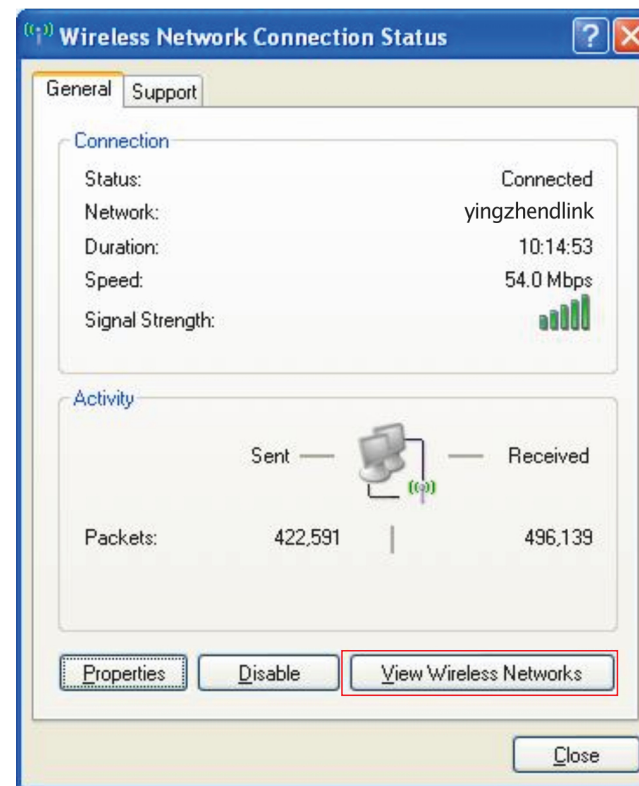 Wireless Network Connection Status
General Support
Connection
Status: Connected
Network: yingzhendlink
Duration: 10:14:53
Speed: 54.0 Mbps
Signal Strength:
Activity
Sent Received
Packets: 422,591 496,139
Properties Disable View Wireless Networks
Close